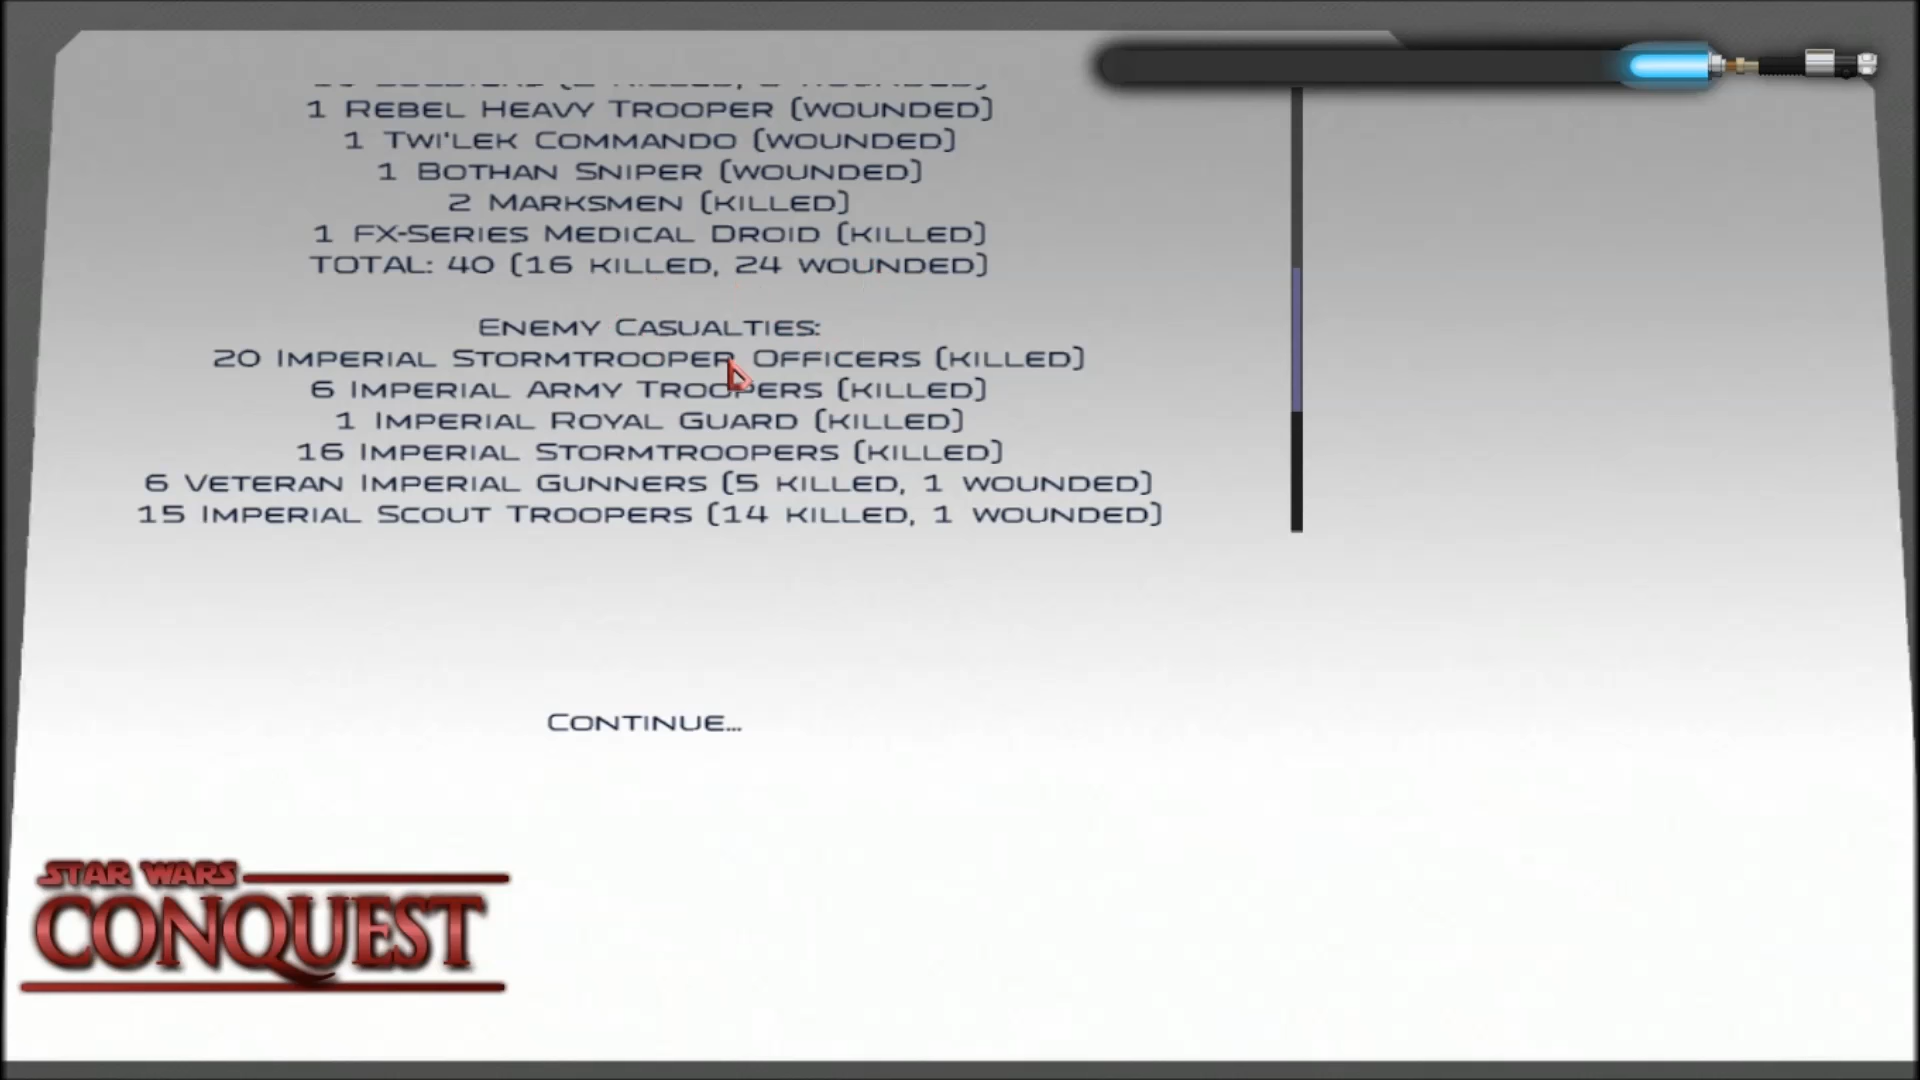 1 Rebel Heavy Trooper (wounded)
1 Twi'lek Commando (wounded)
1 Bothan Sniper (wounded)
2 Marksmen (killed)
1 FX-Series Medical Droid (killed)
TOTAL: 40 (16 killed, 24 wounded)
Enemy Casualties:
20 Imperial Stormtrooper Officers (killed)
6 Imperial Army Troopers (killed)
1 Imperial Royal Guard (killed)
16 Imperial Stormtroopers (killed)
6 Veteran Imperial Gunners (5 killed, 1 wounded)
15 Imperial Scout Troopers (14 killed, 1 wounded)
Continue...
STAR WARS
CONQUEST